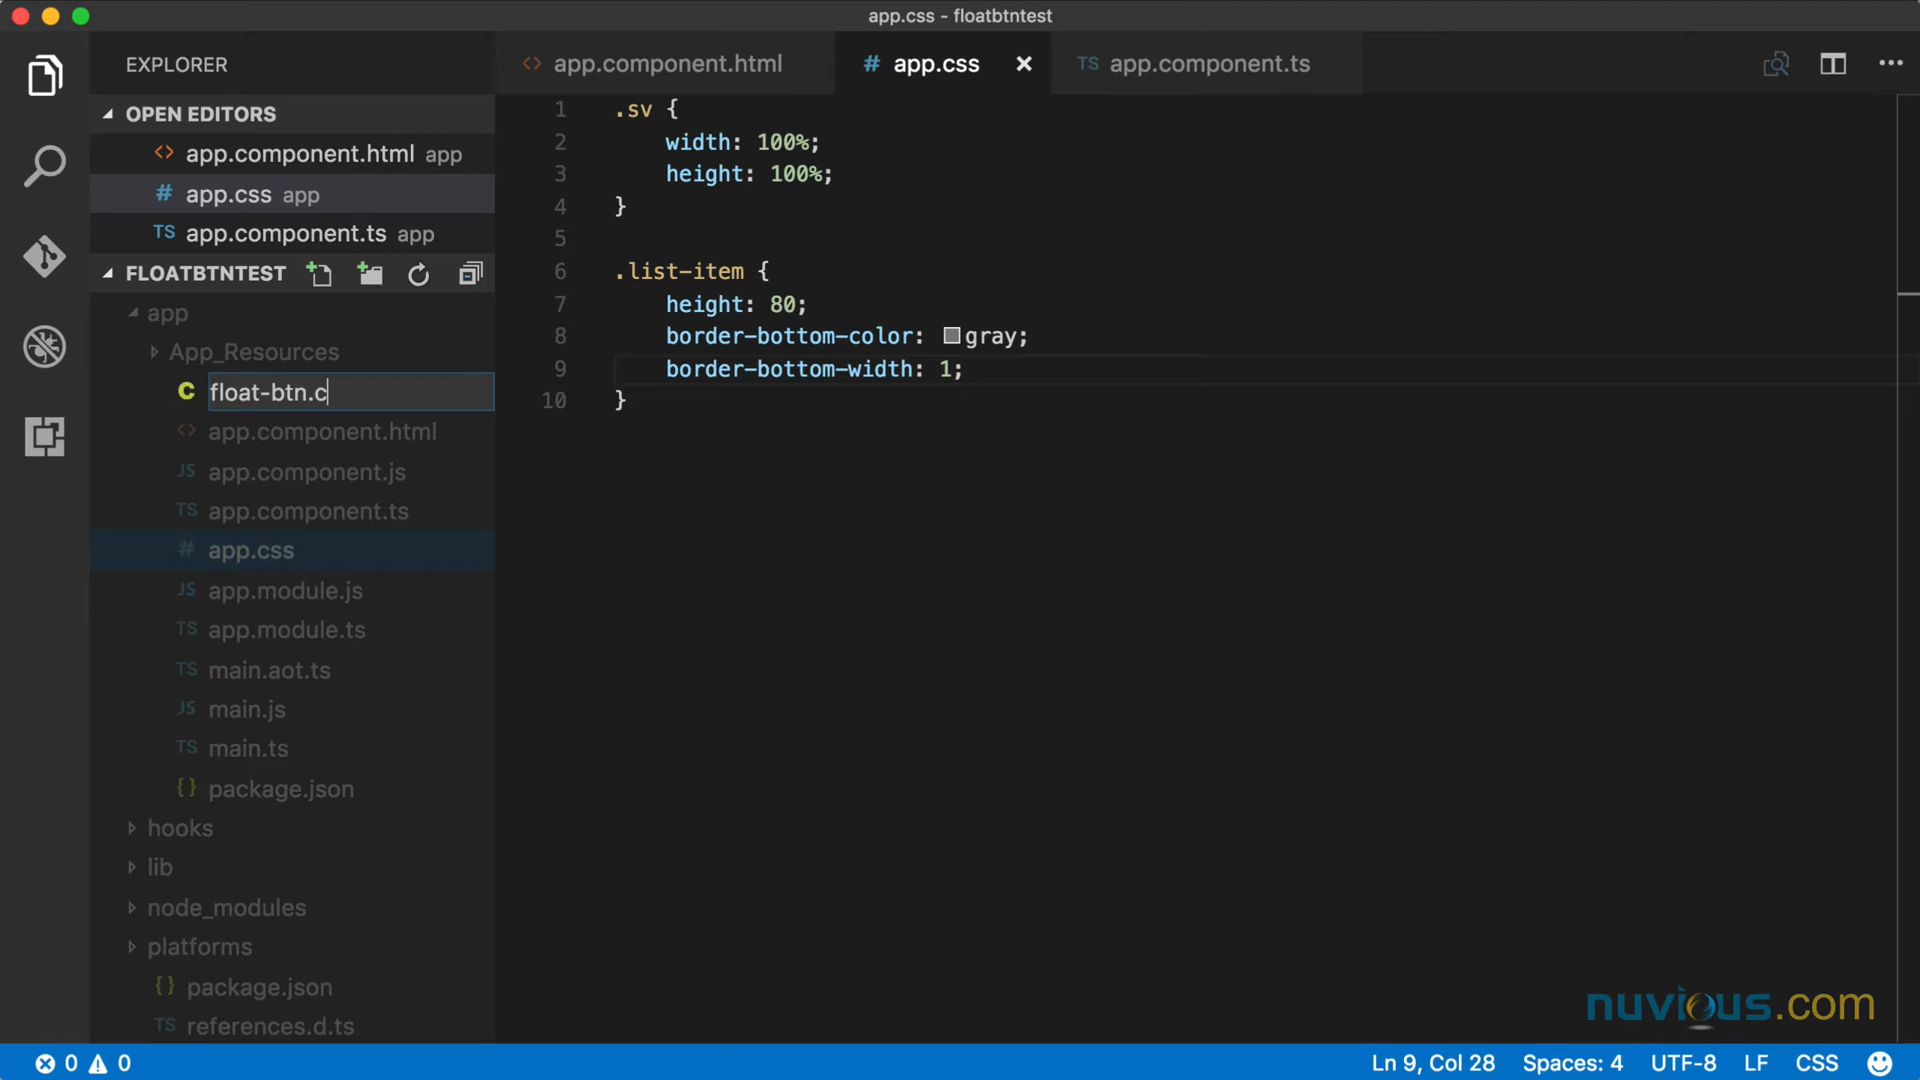 app.css - floatbtntest
EXPLORER
OPEN EDITORS
<> app.component.html app
# app.css app
TS app.component.ts app
FLOATBTNTEST
app
App_Resources
C float-btn.c
<> app.component.html
JS app.component.js
TS app.component.ts
# app.css
JS app.module.js
TS app.module.ts
TS main.aot.ts
JS main.js
TS main.ts
{} package.json
hooks
lib
node_modules
platforms
{} package.json
TS references.d.ts
<> app.component.html # app.css × TS app.component.ts
1 .sv {
2 width: 100%;
3 height: 100%;
4 }
5
6 .list-item {
7 height: 80;
8 border-bottom-color: gray;
9 border-bottom-width: 1;
10 }
nuvious.com
0 0 Ln 9, Col 28 Spaces: 4 UTF-8 LF CSS